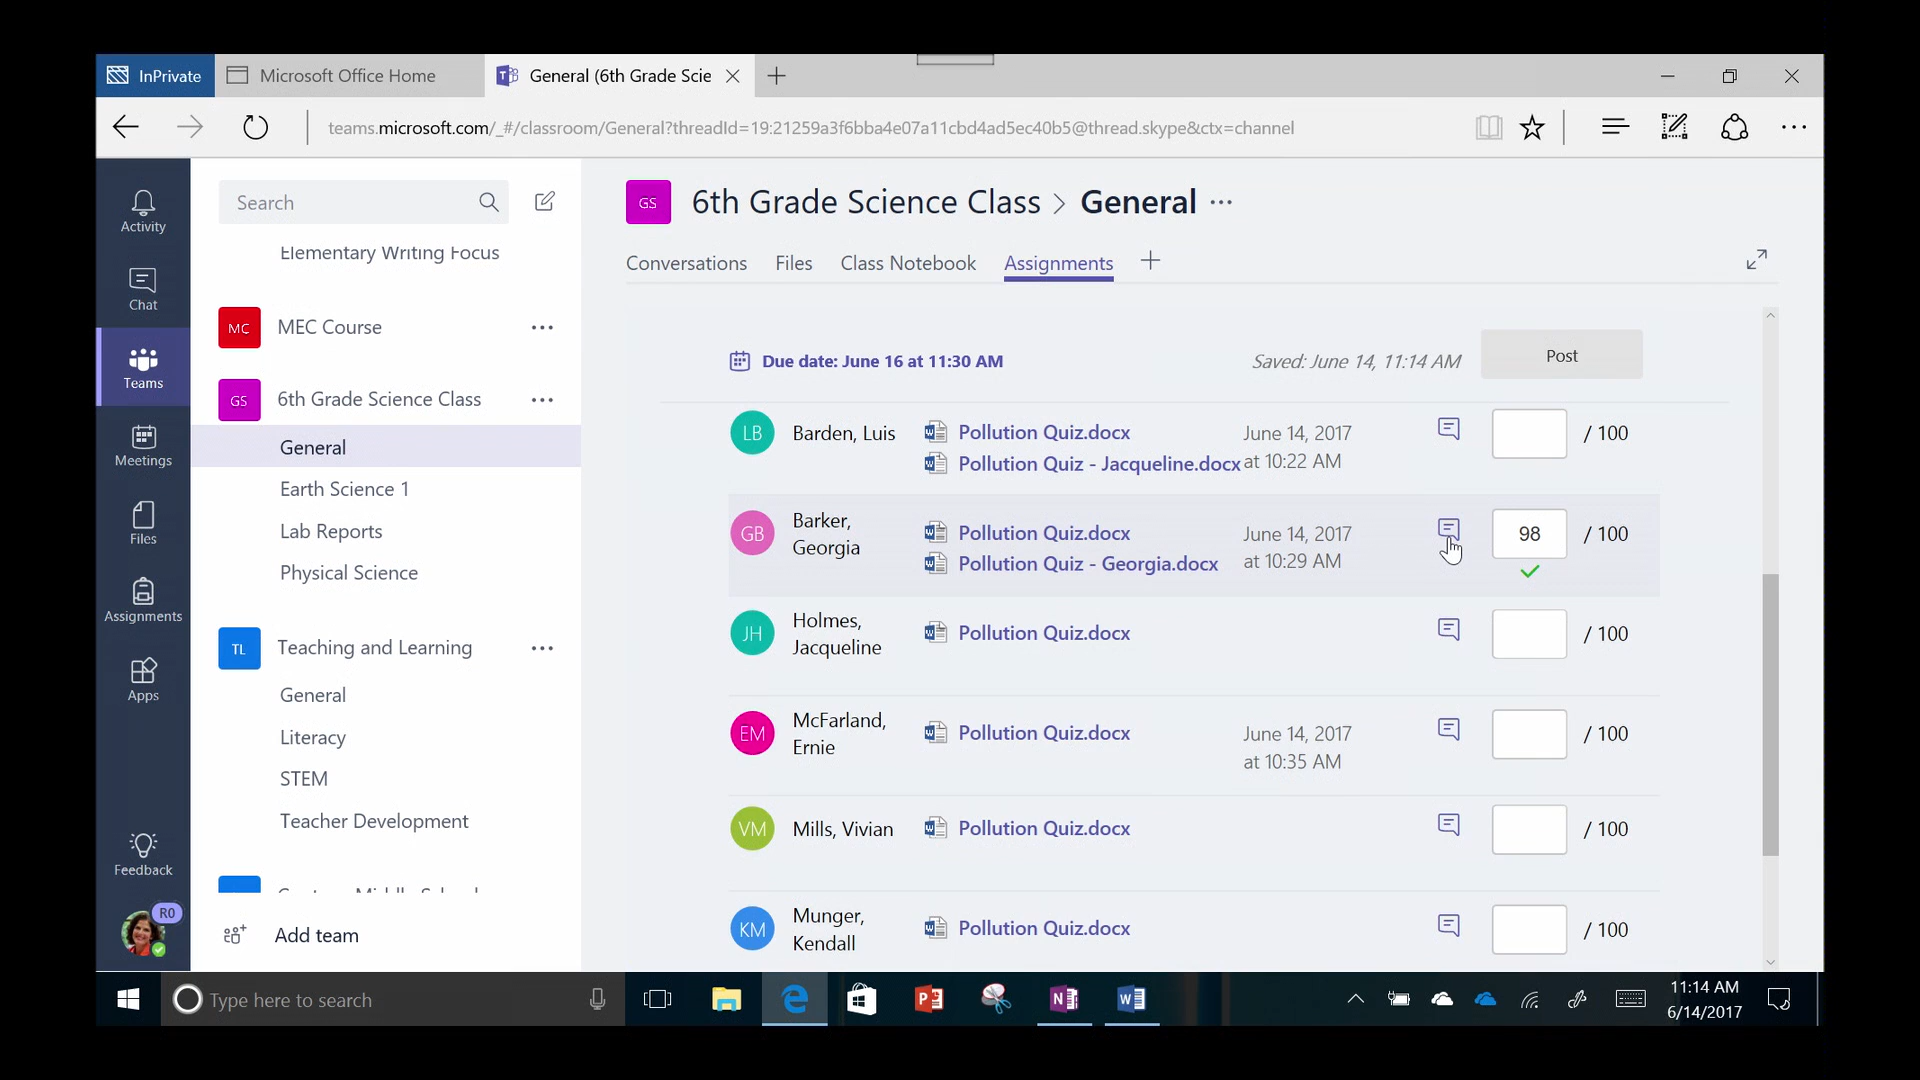 InPrivate
Microsoft Office Home
General (6th Grade Scie
teams.microsoft.com/_#/classroom/General?threadId=19:21259a3f6bba4e07a11cbd4ad5ec40b5@thread.skype&ctx=channel
Activity
Chat
Teams
Meetings
Files
Assignments
Apps
Feedback
R0
Search
Elementary Writing Focus
MC
MEC Course
GS
6th Grade Science Class
General
Earth Science 1
Lab Reports
Physical Science
TL
Teaching and Learning
General
Literacy
STEM
Teacher Development
Add team
GS
6th Grade Science Class > General
Conversations
Files
Class Notebook
Assignments
Due date: June 16 at 11:30 AM
Saved: June 14, 11:14 AM
Post
LB
Barden, Luis
Pollution Quiz.docx
Pollution Quiz - Jacqueline.docx
June 14, 2017
at 10:22 AM
/ 100
GB
Barker,
Georgia
Pollution Quiz.docx
Pollution Quiz - Georgia.docx
June 14, 2017
at 10:29 AM
98
/ 100
JH
Holmes,
Jacqueline
Pollution Quiz.docx
/ 100
EM
McFarland,
Ernie
Pollution Quiz.docx
June 14, 2017
at 10:35 AM
/ 100
VM
Mills, Vivian
Pollution Quiz.docx
/ 100
KM
Munger,
Kendall
Pollution Quiz.docx
/ 100
Type here to search
11:14 AM
6/14/2017